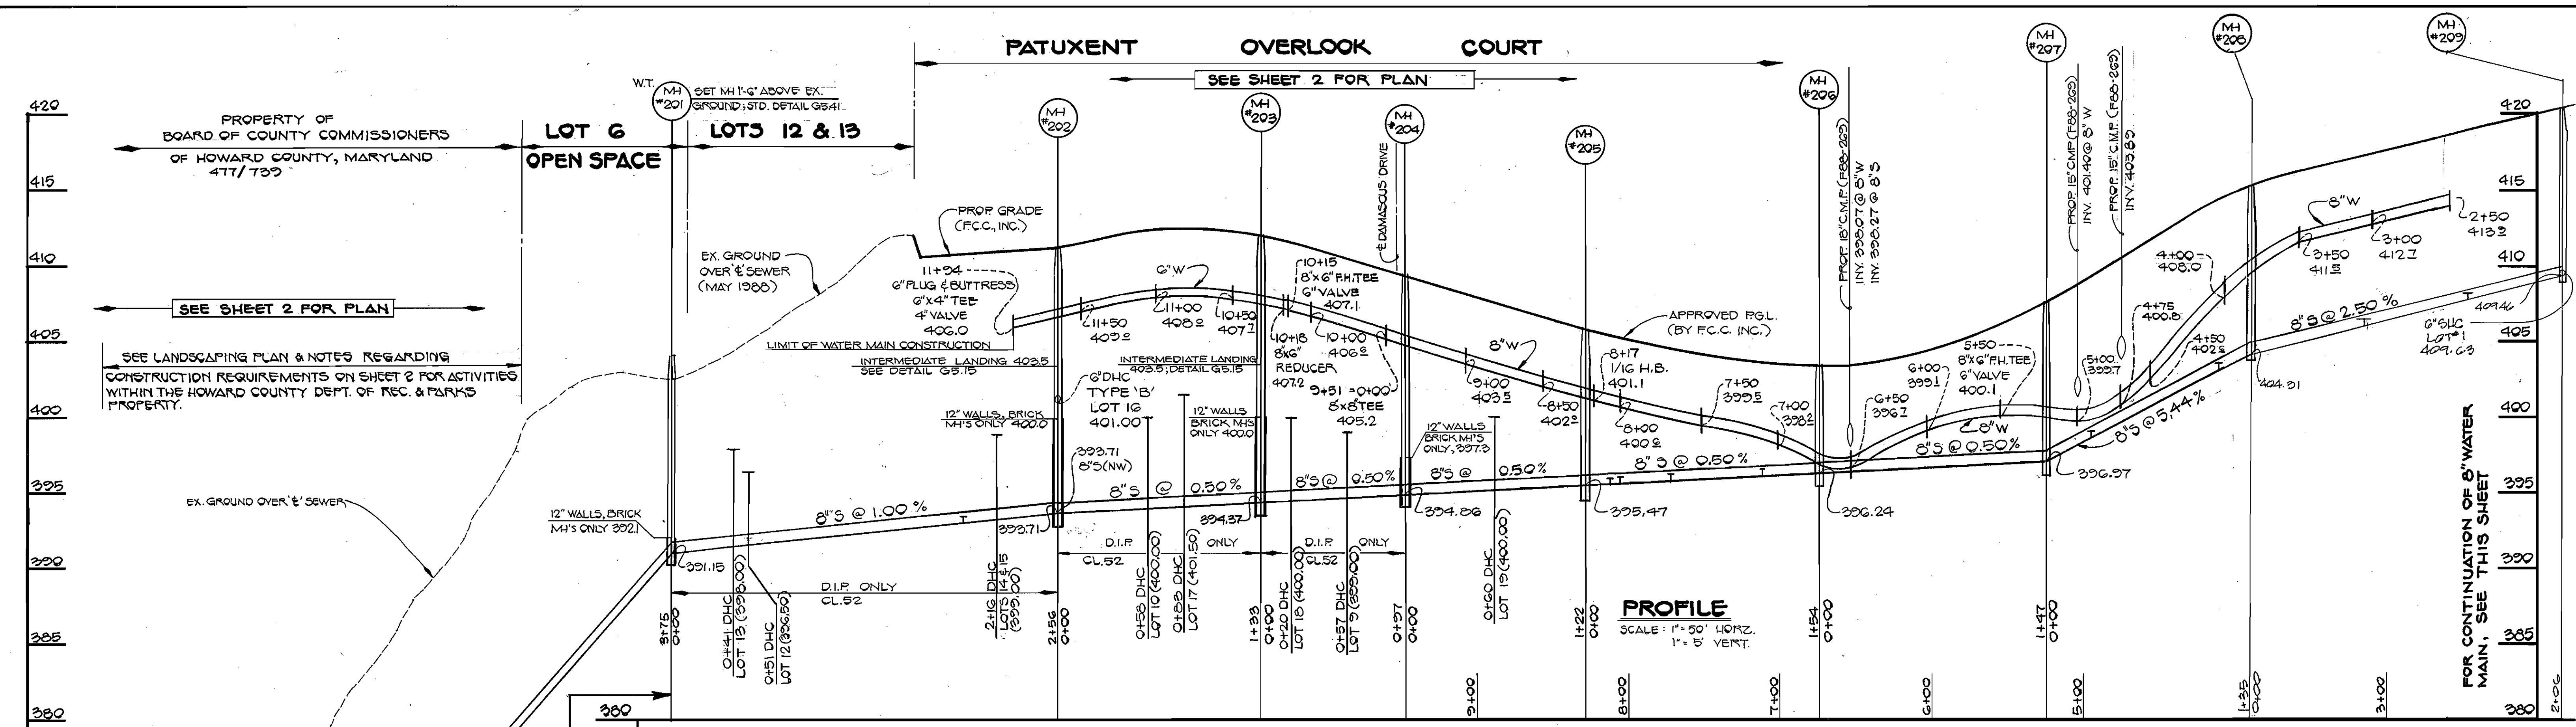 PATUXENT OVERLOOK COURT
SEE SHEET 2 FOR PLAN
W.T.
MH #201
SET MH 1'-6" ABOVE EX.
GROUND; STD. DETAIL G5.41
MH #202
MH #203
MH #204
MH #205
MH #206
MH #207
MH #208
MH #209
420
415
410
405
400
395
390
385
380
PROPERTY OF
BOARD OF COUNTY COMMISSIONERS
OF HOWARD COUNTY, MARYLAND
477/739
LOT 6
OPEN SPACE
LOTS 12 & 13
SEE SHEET 2 FOR PLAN
SEE LANDSCAPING PLAN & NOTES REGARDING
CONSTRUCTION REQUIREMENTS ON SHEET 2 FOR ACTIVITIES
WITHIN THE HOWARD COUNTY DEPT. OF REC. & PARKS
PROPERTY.
EX. GROUND OVER '℄' SEWER
EX. GROUND
OVER '℄' SEWER
(MAY 1988)
PROP. GRADE
(F.C.C., INC.)
11+94
6" PLUG & BUTTRESS
6"X4" TEE
4" VALVE
406.0
LIMIT OF WATER MAIN CONSTRUCTION
INTERMEDIATE LANDING 403.5
SEE DETAIL G5.15
6"W
11+50
409.0
11+00
408.0
10+50
407.7
INTERMEDIATE LANDING
403.5; DETAIL G5.15
10+15
8"X6" F.H. TEE
6" VALVE
407.1
10+18
8"X6"
REDUCER
407.2
10+00
406.6
9+51 = 0+00
8"X8" TEE
405.2
℄ DAMASCUS DRIVE
6" DHC
TYPE 'B'
LOT 16
401.00
12" WALLS, BRICK
MH'S ONLY 400.0
12" WALLS
BRICK MH'S
ONLY 400.0
12" WALLS
BRICK MH'S
ONLY, 397.3
12" WALLS, BRICK
MH'S ONLY 392.1
393.71
8"S (NW)
8"S @ 1.00 %
8"S @ 0.50 %
8"S @ 0.50 %
8"S @ 0.50 %
8"S @ 0.50 %
8"S @ 0.50 %
8"S @ 5.44 %
8"S @ 2.50 %
391.15
393.71
394.37
394.86
395.47
396.24
396.97
404.31
409.46
D.I.P. ONLY
CL.52
D.I.P. ONLY
CL.52
D.I.P. ONLY
CL.52
8"W
9+00
403.5
8+50
402.0
8+17
1/16 H.B.
401.1
8+00
400.6
7+50
399.5
7+00
398.2
6+50
396.7
6+00
399.1
8"W
5+50
8"X6" F.H. TEE
6" VALVE
400.1
5+00
399.7
4+75
400.8
4+50
402.6
4+00
408.0
8"W
3+50
411.5
3+00
412.7
2+50
413.9
APPROVED P.G.L.
(BY F.C.C. INC.)
PROP. 18" C.M.P. (F88-269)
INV. 398.07 @ 8"W
INV. 398.27 @ 8"S
PROP. 15" CMP (F88-269)
INV. 401.40 @ 8" W
PROP. 15" C.M.P. (F88-269)
INV. 403.89
6" SHC
LOT #1
409.63
3+75
0+00
0+41 DHC
LOT 13 (398.00)
0+51 DHC
LOT 12 (396.50)
2+16 DHC
LOTS 14 & 15
(399.00)
2+56
0+00
0+58 DHC
LOT 10 (400.00)
0+83 DHC
LOT 17 (401.50)
1+33
0+00
0+20 DHC
LOT 18 (400.00)
0+57 DHC
LOT 9 (399.00)
0+97
0+00
0+60 DHC
LOT 19 (400.00)
1+22
0+00
1+54
0+00
1+47
0+00
1+35
0+00
2+06
PROFILE
SCALE: 1"=50' HORZ.
1"= 5' VERT.
9+00
8+00
7+00
6+00
5+00
3+00
FOR CONTINUATION OF 8" WATER
MAIN, SEE THIS SHEET
420
415
410
405
400
395
390
385
380
380